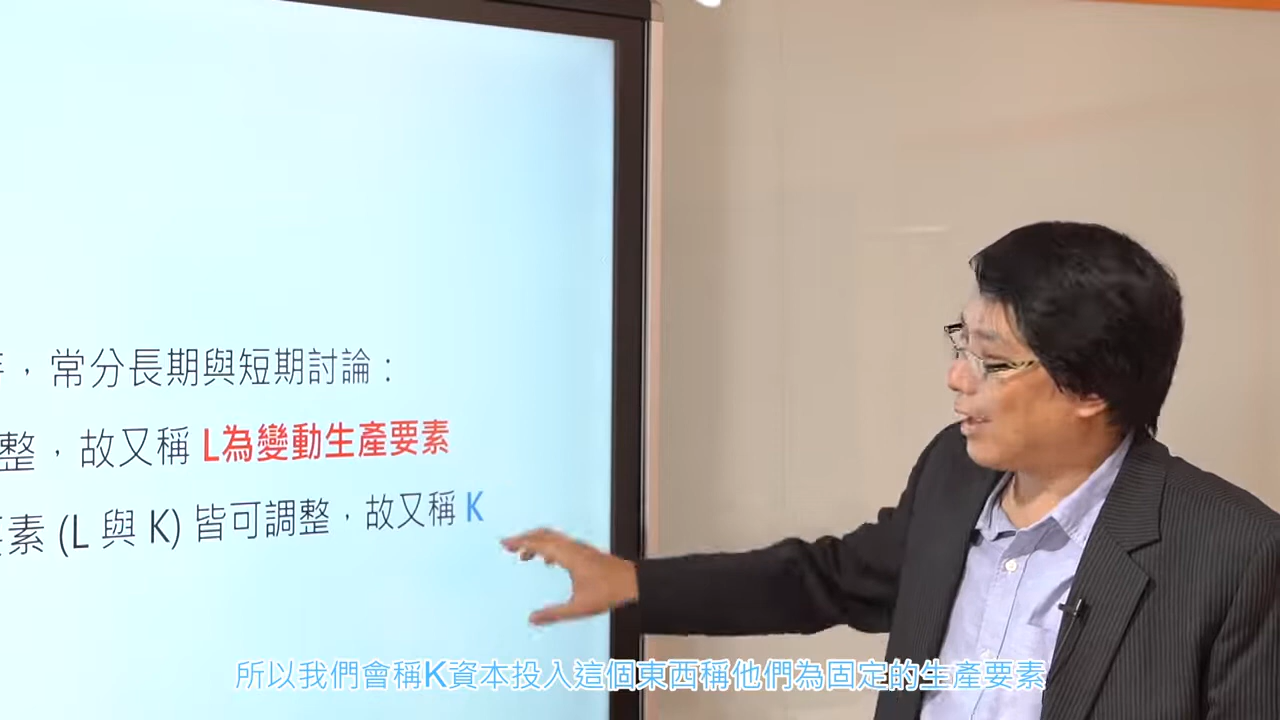 ，常分長期與短期討論：
整，故又稱 L為變動生產要素
素 (L 與 K) 皆可調整，故又稱 K
所以我們會稱K資本投入這個東西稱他們為固定的生產要素